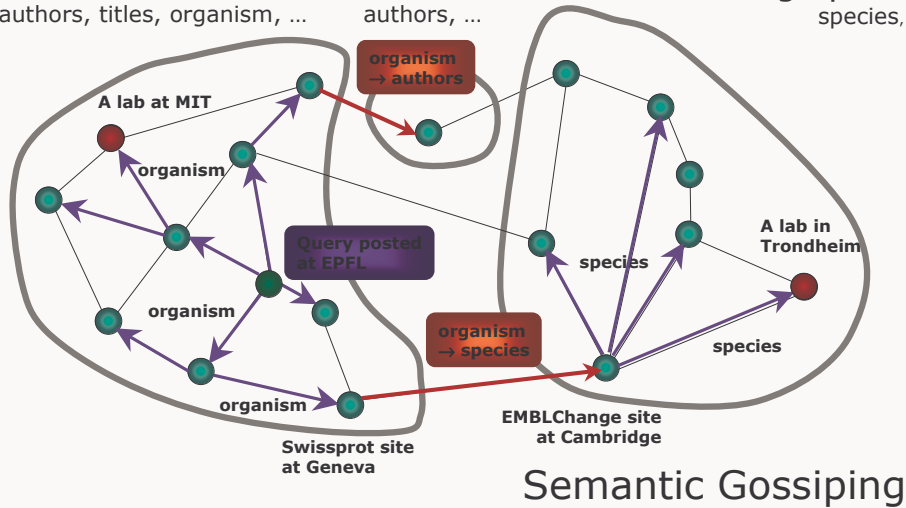 authors, titles, organism, ...
authors, ...
species,
organism
→ authors
A lab at MIT
organism
Query posted
at EPFL
A lab in
Trondheim
species
organism
organism
→ species
species
organism
EMBLChange site
at Cambridge
Swissprot site
at Geneva
Semantic Gossiping